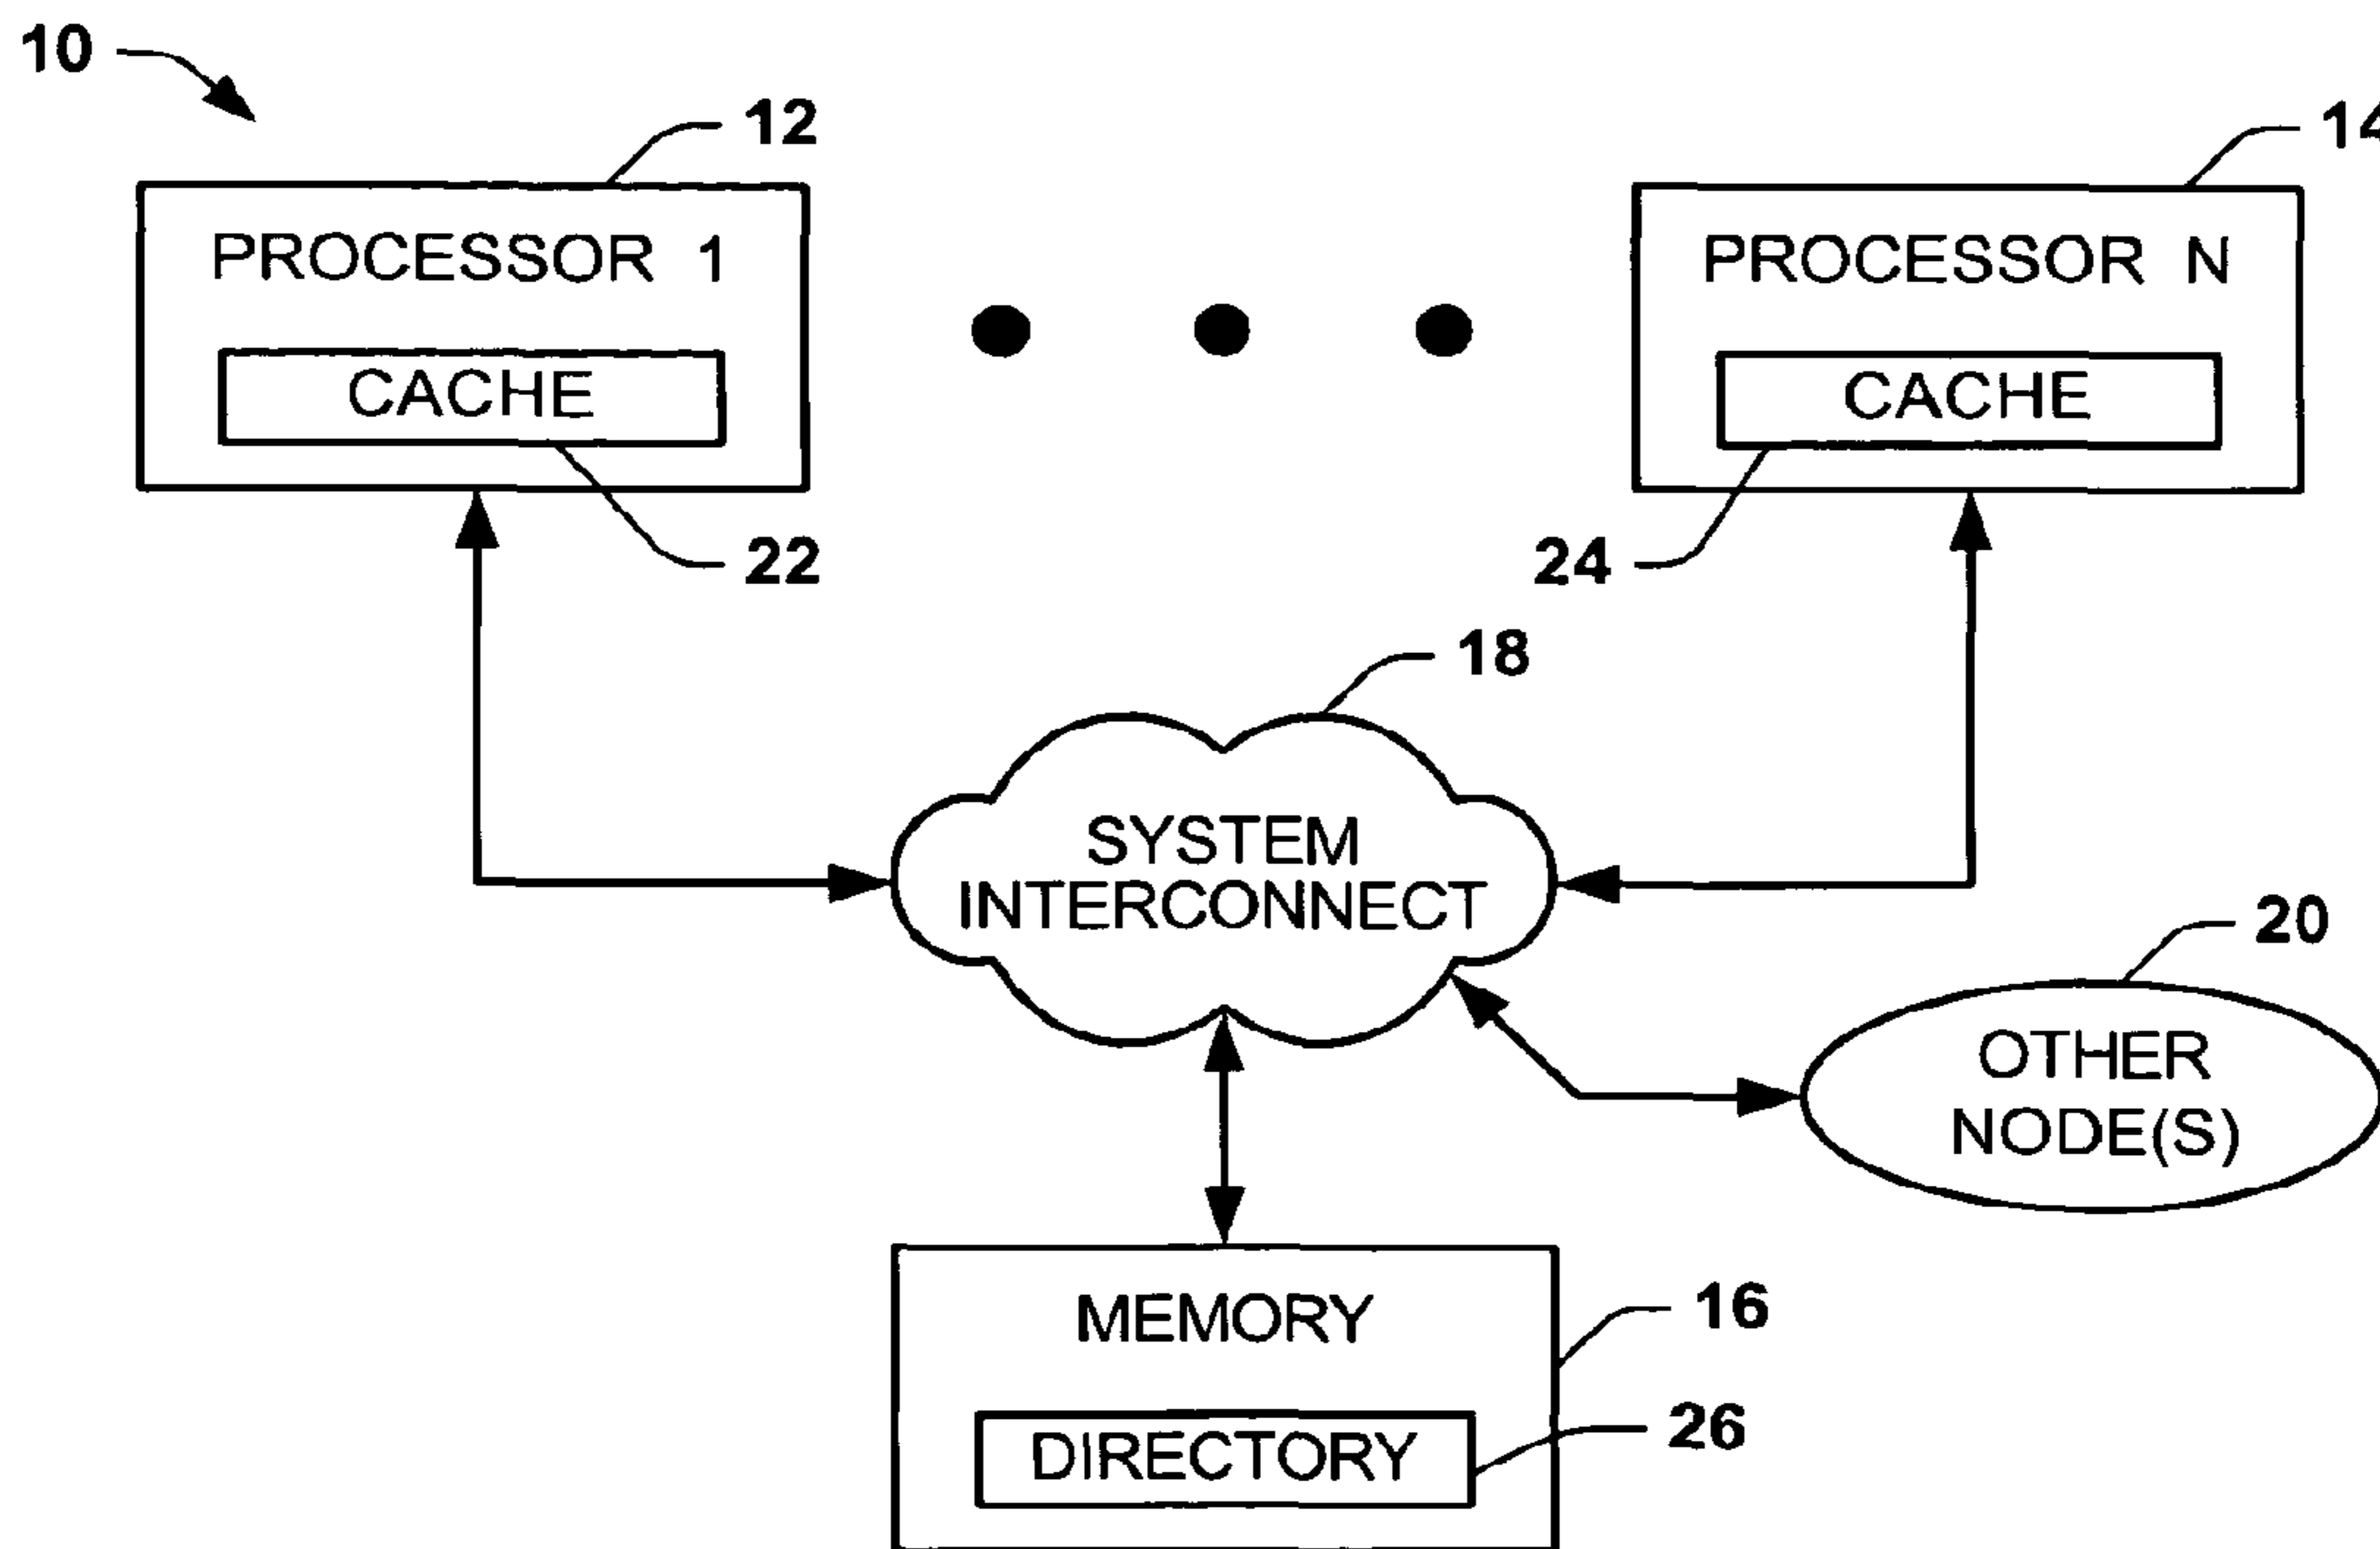 10
12
14
PROCESSOR 1
PROCESSOR N
CACHE
CACHE
22
24
18
SYSTEM
INTERCONNECT
20
OTHER
NODE(S)
MEMORY
16
DIRECTORY
26